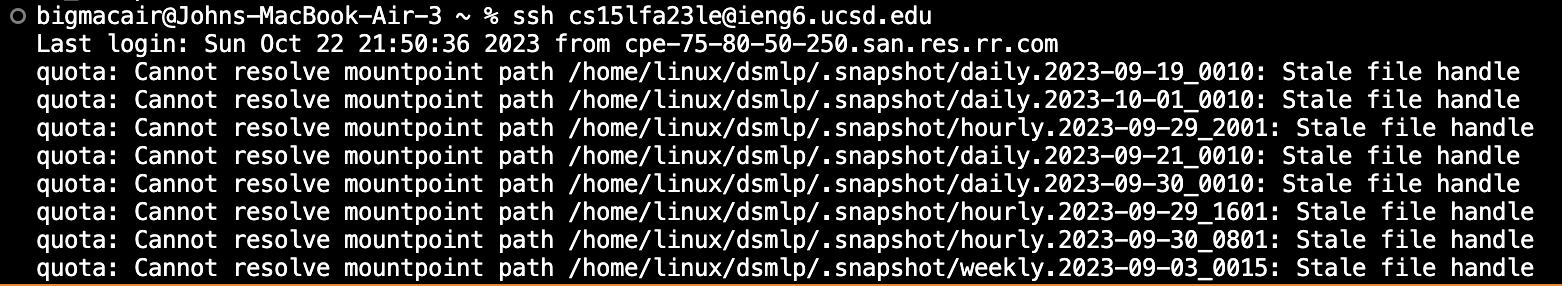 bigmacair@Johns-MacBook-Air-3 ~ % ssh cs15lfa23le@ieng6.ucsd.edu
Last login: Sun Oct 22 21:50:36 2023 from cpe-75-80-50-250.san.res.rr.com
quota: Cannot resolve mountpoint path /home/linux/dsmlp/.snapshot/daily.2023-09-19_0010: Stale file handle
quota: Cannot resolve mountpoint path /home/linux/dsmlp/.snapshot/daily.2023-10-01_0010: Stale file handle
quota: Cannot resolve mountpoint path /home/linux/dsmlp/.snapshot/hourly.2023-09-29_2001: Stale file handle
quota: Cannot resolve mountpoint path /home/linux/dsmlp/.snapshot/daily.2023-09-21_0010: Stale file handle
quota: Cannot resolve mountpoint path /home/linux/dsmlp/.snapshot/daily.2023-09-30_0010: Stale file handle
quota: Cannot resolve mountpoint path /home/linux/dsmlp/.snapshot/hourly.2023-09-29_1601: Stale file handle
quota: Cannot resolve mountpoint path /home/linux/dsmlp/.snapshot/hourly.2023-09-30_0801: Stale file handle
quota: Cannot resolve mountpoint path /home/linux/dsmlp/.snapshot/weekly.2023-09-03_0015: Stale file handle